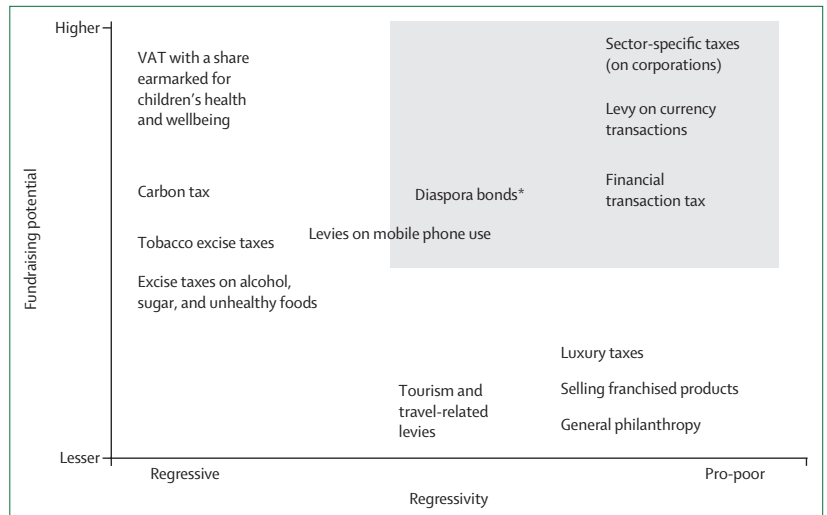 Higher
Fundraising potential
Lesser
VAT with a share
earmarked for
children's health
and wellbeing
Sector-specific taxes
(on corporations)
Levy on currency
transactions
Carbon tax
Diaspora bonds*
Financial
transaction tax
Tobacco excise taxes
Levies on mobile phone use
Excise taxes on alcohol,
sugar, and unhealthy foods
Tourism and
travel-related
levies
Luxury taxes
Selling franchised products
General philanthropy
Regressive
Pro-poor
Regressivity